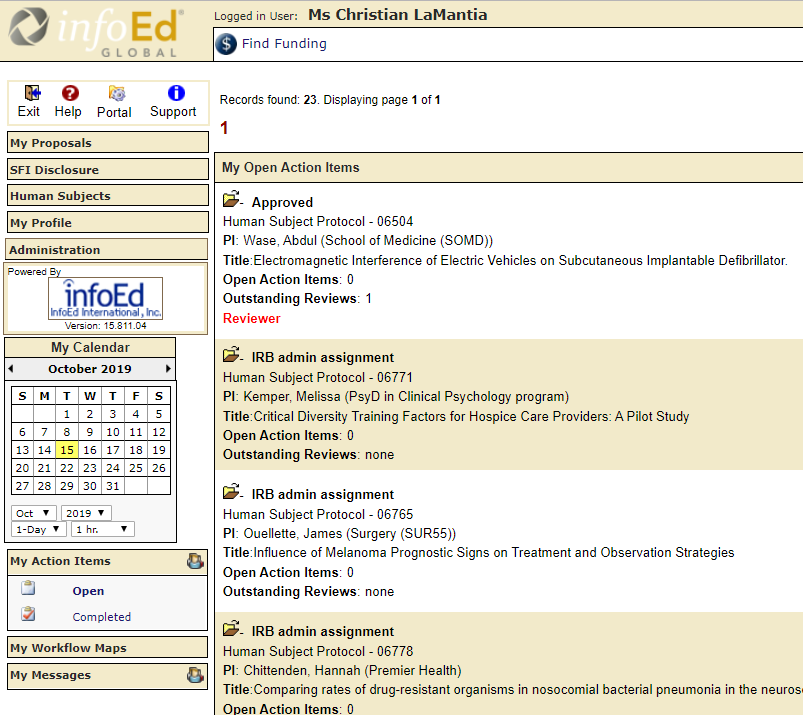 infoEd®
GLOBAL
Logged in User: Ms Christian LaMantia
$ Find Funding
Exit Help Portal Support
My Proposals
SFI Disclosure
Human Subjects
My Profile
Administration
Powered By
infoEd
InfoEd International, Inc.
Version: 15.811.04
My Calendar
October 2019
S M T W T F S
1 2 3 4 5
6 7 8 9 10 11 12
13 14 15 16 17 18 19
20 21 22 23 24 25 26
27 28 29 30 31
Oct 2019
1-Day 1 hr.
My Action Items
Open
Completed
My Workflow Maps
My Messages
Records found: 23. Displaying page 1 of 1
1
My Open Action Items
- Approved
Human Subject Protocol - 06504
PI: Wase, Abdul (School of Medicine (SOMD))
Title:Electromagnetic Interference of Electric Vehicles on Subcutaneous Implantable Defibrillator.
Open Action Items: 0
Outstanding Reviews: 1
Reviewer
- IRB admin assignment
Human Subject Protocol - 06771
PI: Kemper, Melissa (PsyD in Clinical Psychology program)
Title:Critical Diversity Training Factors for Hospice Care Providers: A Pilot Study
Open Action Items: 0
Outstanding Reviews: none
- IRB admin assignment
Human Subject Protocol - 06765
PI: Ouellette, James (Surgery (SUR55))
Title:Influence of Melanoma Prognostic Signs on Treatment and Observation Strategies
Open Action Items: 0
Outstanding Reviews: none
- IRB admin assignment
Human Subject Protocol - 06778
PI: Chittenden, Hannah (Premier Health)
Title:Comparing rates of drug-resistant organisms in nosocomial bacterial pneumonia in the
Open Action Items: 0